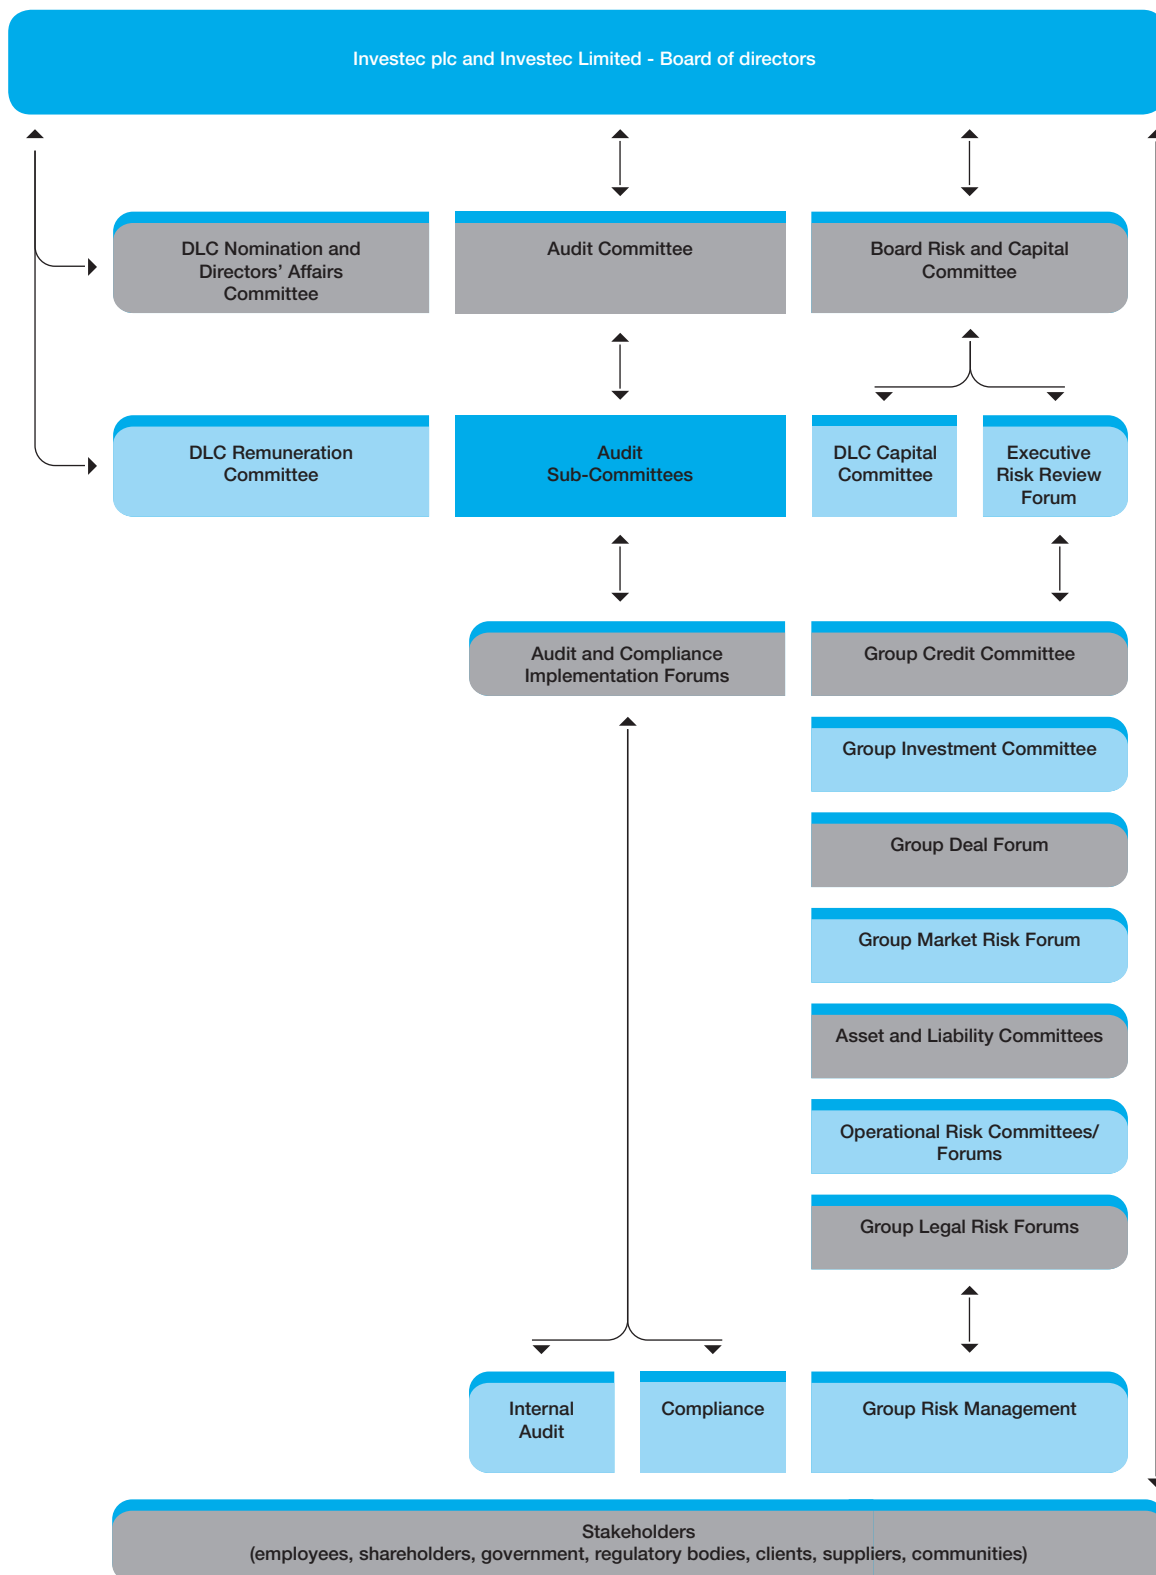 Investec plc and Investec Limited - Board of directors
DLC Nomination and
Directors’ Affairs
Committee
Audit Committee
Board Risk and Capital
Committee
DLC Remuneration
Committee
Audit
Sub-Committees
DLC Capital
Committee
Executive
Risk Review
Forum
Audit and Compliance
Implementation Forums
Group Credit Committee
Group Investment Committee
Group Deal Forum
Group Market Risk Forum
Asset and Liability Committees
Operational Risk Committees/
Forums
Group Legal Risk Forums
Internal
Audit
Compliance
Group Risk Management
Stakeholders
(employees, shareholders, government, regulatory bodies, clients, suppliers, communities)